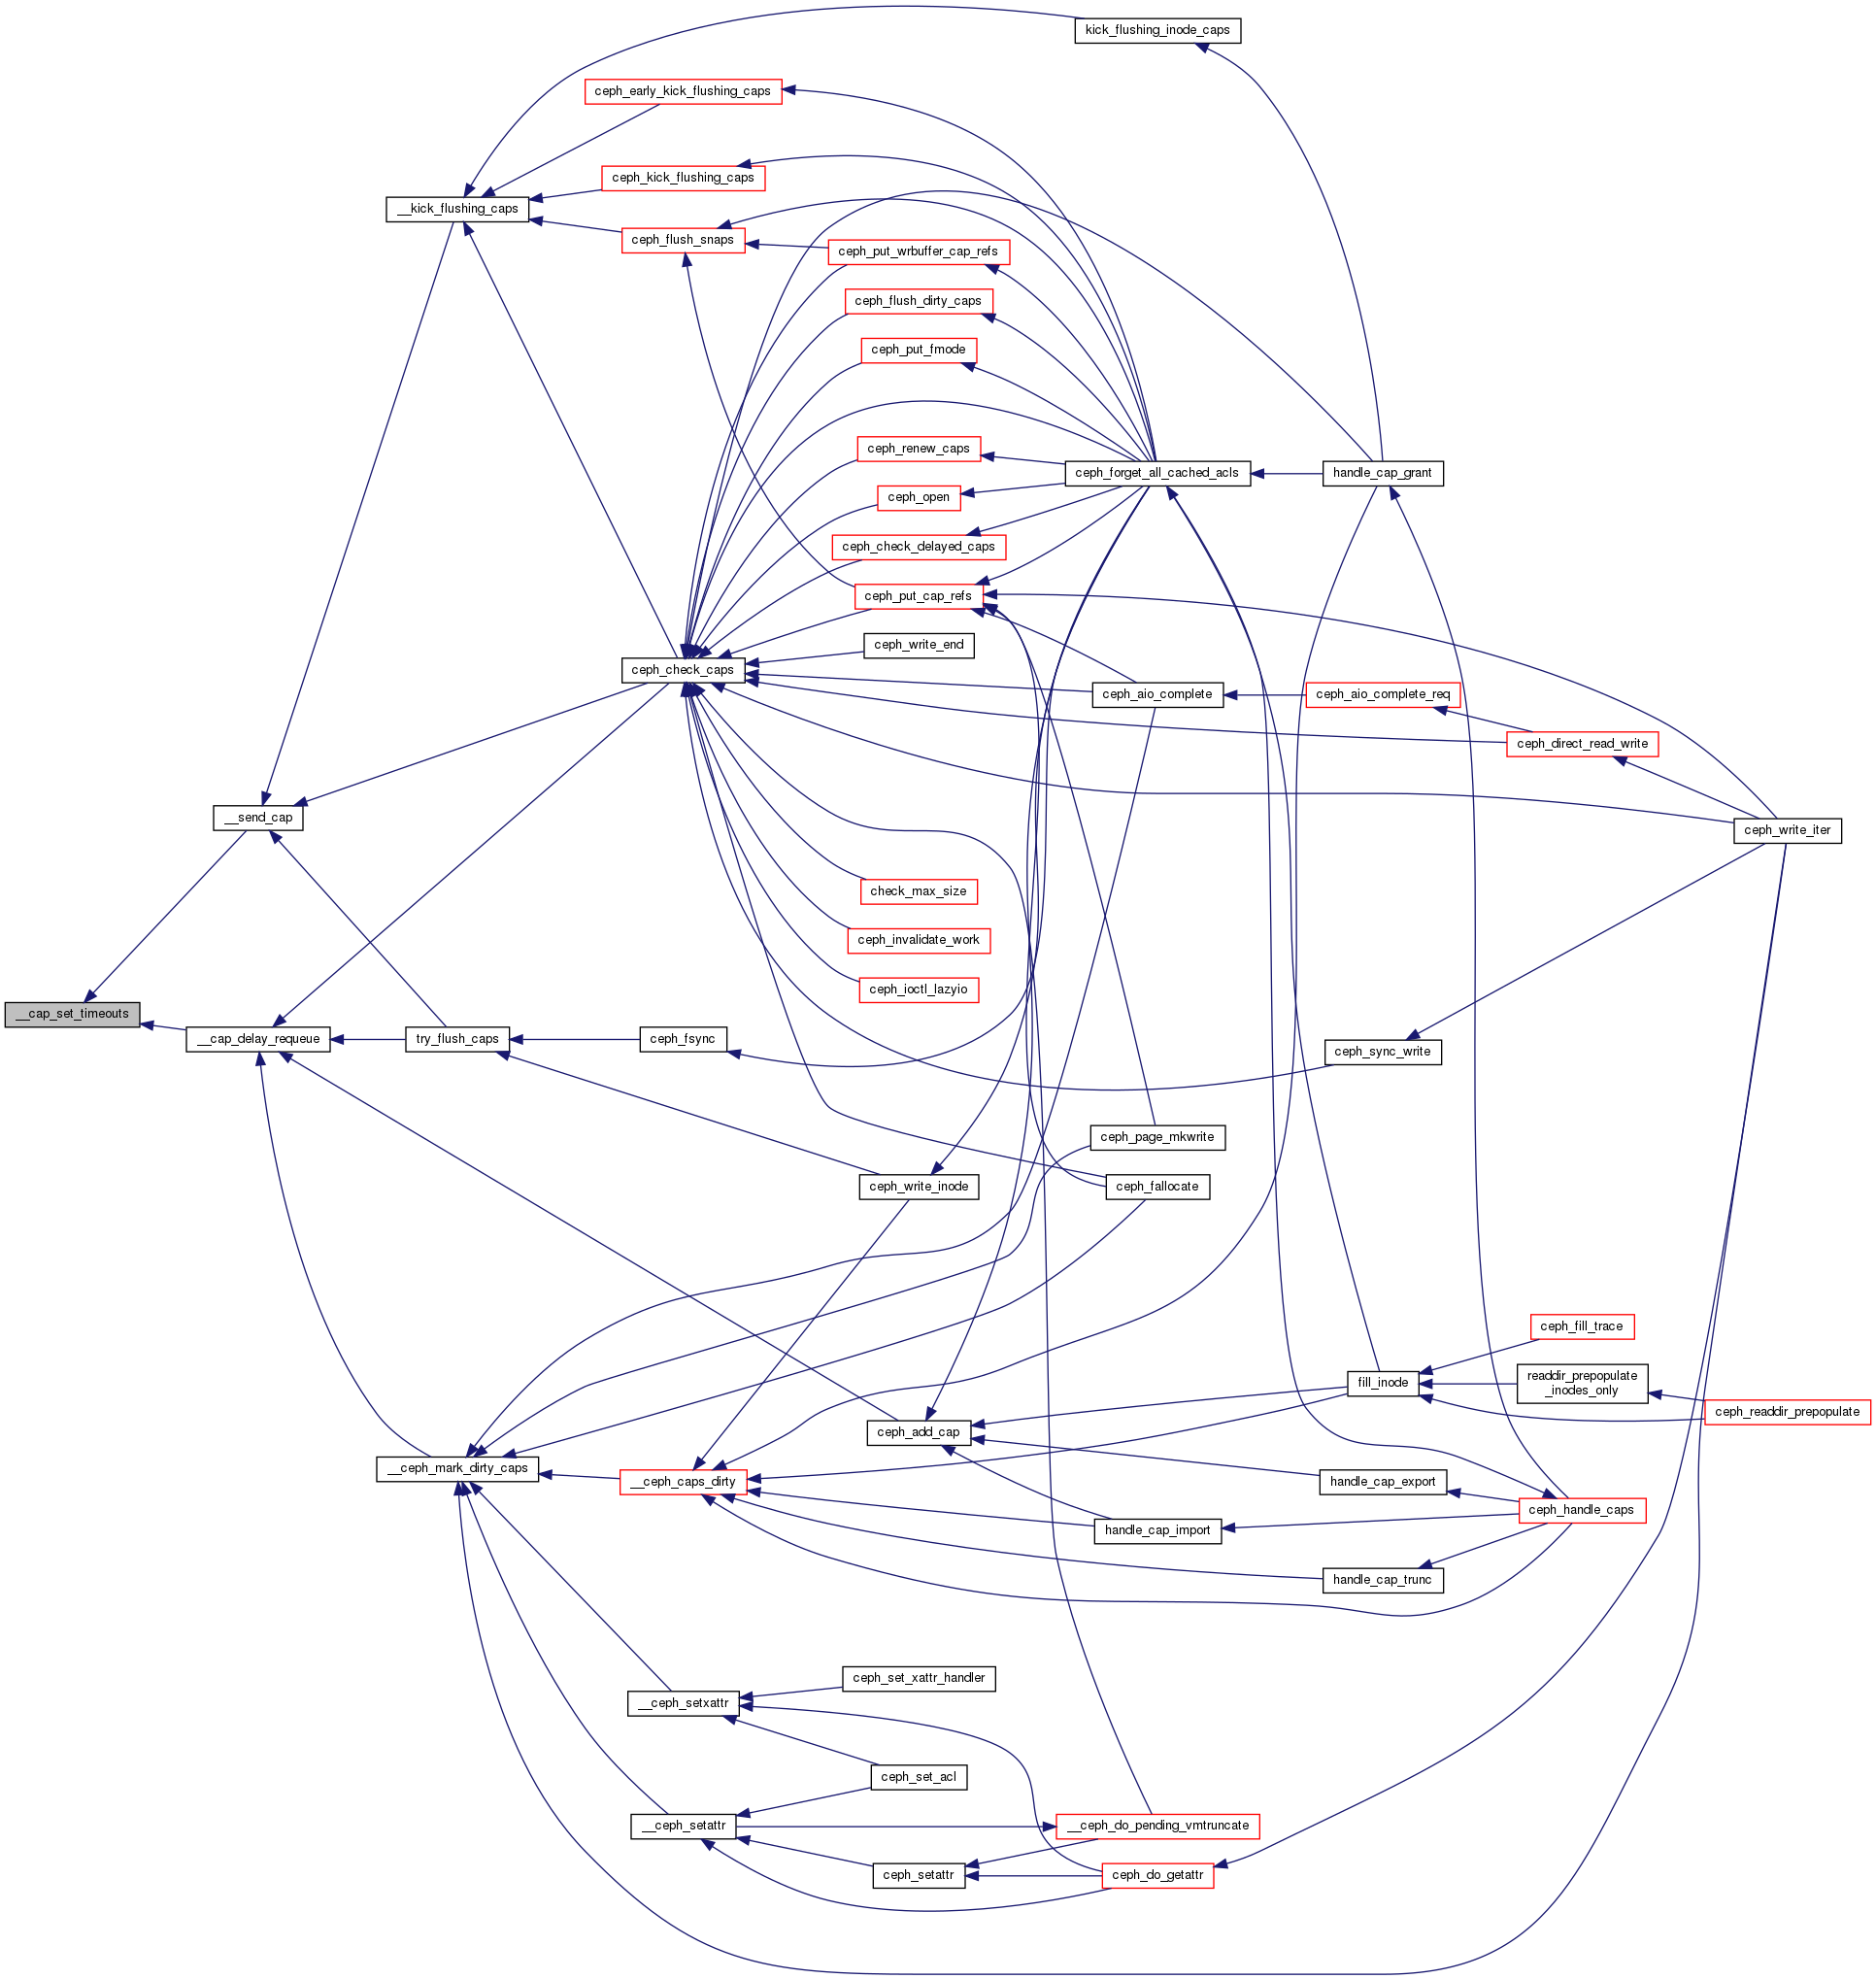 kick_flushing_inode_caps
ceph_early_kick_flushing_caps
ceph_kick_flushing_caps
__kick_flushing_caps
ceph_flush_snaps
ceph_put_wrbuffer_cap_refs
ceph_flush_dirty_caps
ceph_put_fmode
ceph_renew_caps
ceph_forget_all_cached_acls
handle_cap_grant
ceph_open
ceph_check_delayed_caps
ceph_put_cap_refs
ceph_write_end
ceph_check_caps
ceph_aio_complete
ceph_aio_complete_req
ceph_direct_read_write
__send_cap
ceph_write_iter
check_max_size
ceph_invalidate_work
ceph_ioctl_lazyio
__cap_set_timeouts
__cap_delay_requeue
try_flush_caps
ceph_fsync
ceph_sync_write
ceph_page_mkwrite
ceph_write_inode
ceph_fallocate
ceph_fill_trace
fill_inode
readdir_prepopulate
_inodes_only
ceph_readdir_prepopulate
ceph_add_cap
__ceph_mark_dirty_caps
__ceph_caps_dirty
handle_cap_export
ceph_handle_caps
handle_cap_import
handle_cap_trunc
ceph_set_xattr_handler
__ceph_setxattr
ceph_set_acl
__ceph_setattr
__ceph_do_pending_vmtruncate
ceph_setattr
ceph_do_getattr